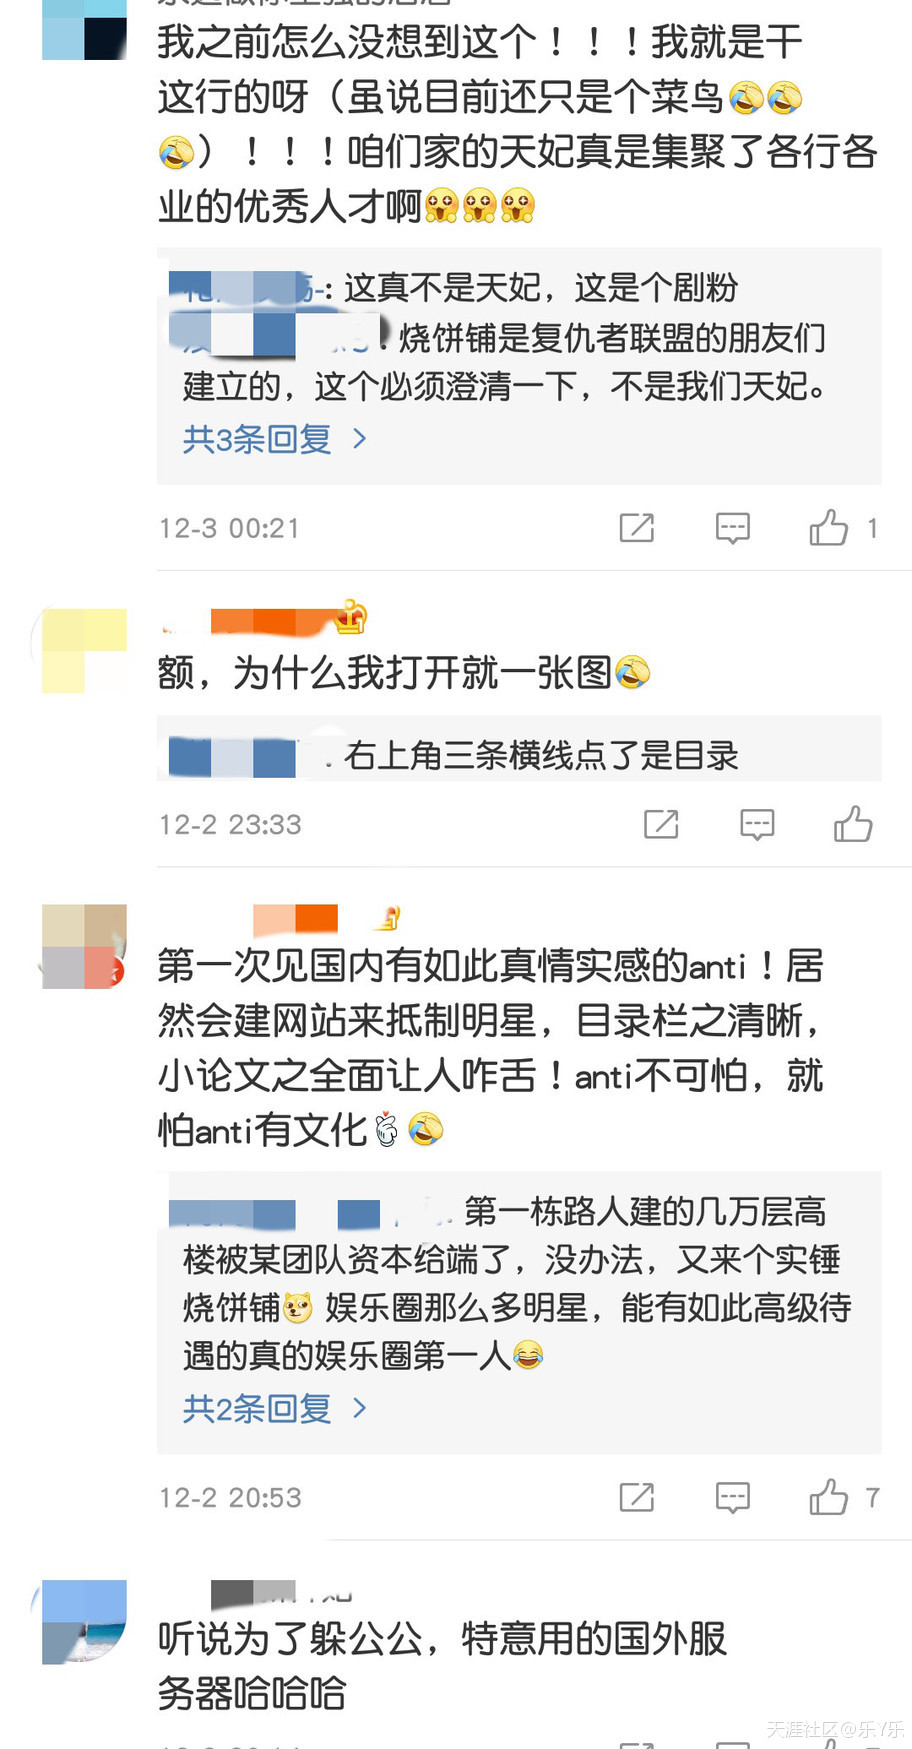 我之前怎么没想到这个！！！我就是干
这行的呀（虽说目前还只是个菜鸟🤣🤣
🤣）！！！咱们家的天妃真是集聚了各行各
业的优秀人才啊
: 这真不是天妃，这是个剧粉
: 烧饼铺是复仇者联盟的朋友们
建立的，这个必须澄清一下，不是我们天妃。
共3条回复 >
12-3 00:21
1
额，为什么我打开就一张图🤣
右上角三条横线点了是目录
12-2 23:33
第一次见国内有如此真情实感的anti！居
然会建网站来抵制明星，目录栏之清晰，
小论文之全面让人咋舌！anti不可怕，就
怕anti有文化🤣
第一栋路人建的几万层高
楼被某团队资本给端了，没办法，又来个实锤
烧饼铺 娱乐圈那么多明星，能有如此高级待
遇的真的娱乐圈第一人😂
共2条回复 >
12-2 20:53
7
听说为了躲公公，特意用的国外服
务器哈哈哈
天涯社区@乐Y乐